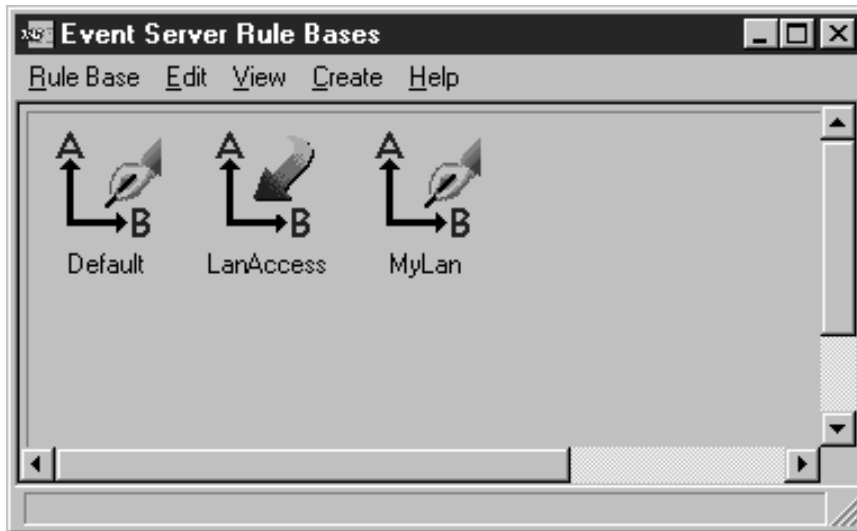 Event Server Rule Bases
Rule Base Edit View Create Help
A A A
B B B
Default LanAccess MyLan